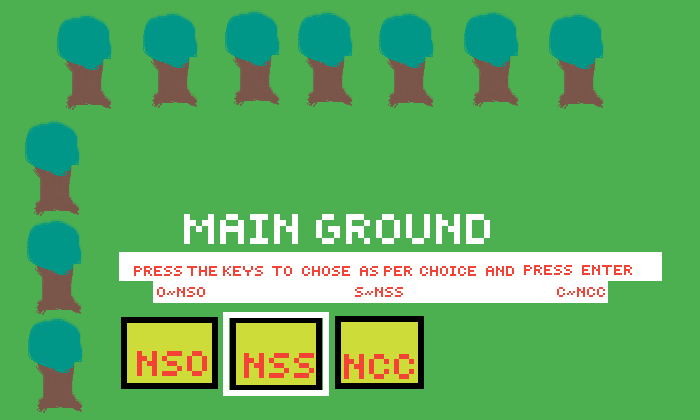 MAIN GROUND
PRESS THE KEYS TO CHOSE AS PER CHOICE AND PRESS ENTER
O~NSO S~NSS C~NCC
NSO NSS NCC